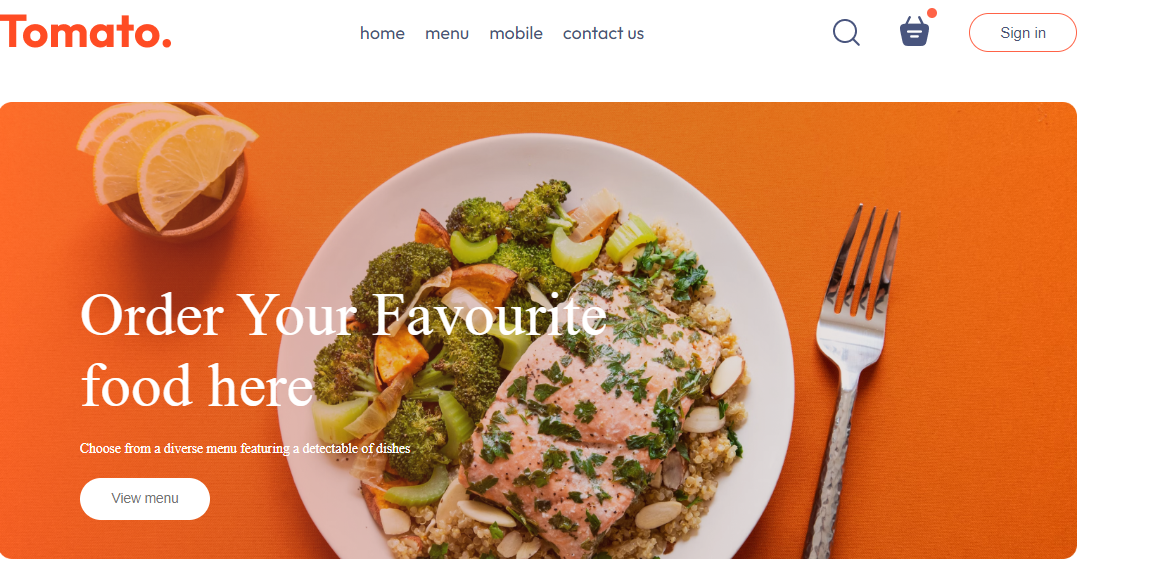 Tomato.
home menu mobile contact us
Sign in
Order Your Favourite
food here
Choose from a diverse menu featuring a detectable of dishes
View menu